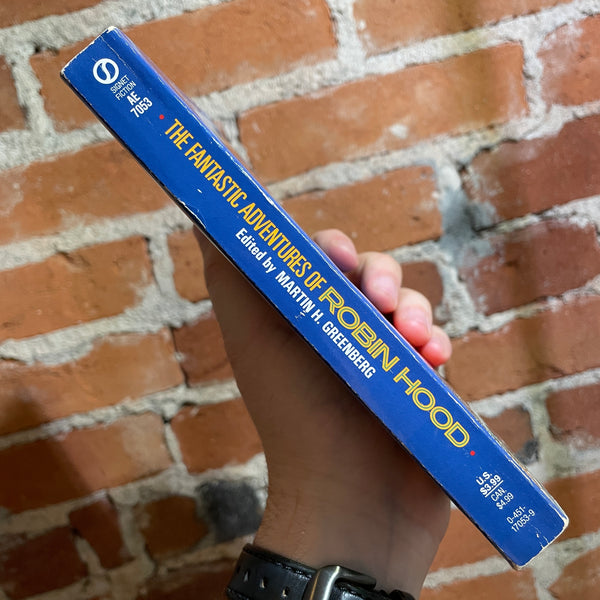 SIGNET
FICTION
AE
7053
• THE FANTASTIC ADVENTURES OF ROBIN HOOD •
Edited by MARTIN H. GREENBERG
U.S.
$3.99
CAN
$4.99
0-451-
17053-9